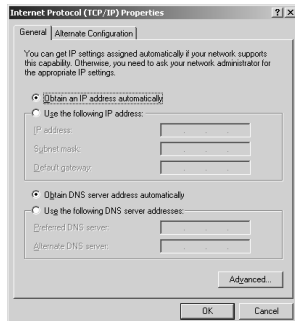 Internet Protocol (TCP/IP) Properties
General
Alternate Configuration
You can get IP settings assigned automatically if your network supports
this capability. Otherwise, you need to ask your network administrator for
the appropriate IP settings.
Obtain an IP address automatically
Use the following IP address:
IP address:
Subnet mask:
Default gateway:
Obtain DNS server address automatically
Use the following DNS server addresses:
Preferred DNS server:
Alternate DNS server:
Advanced...
OK
Cancel